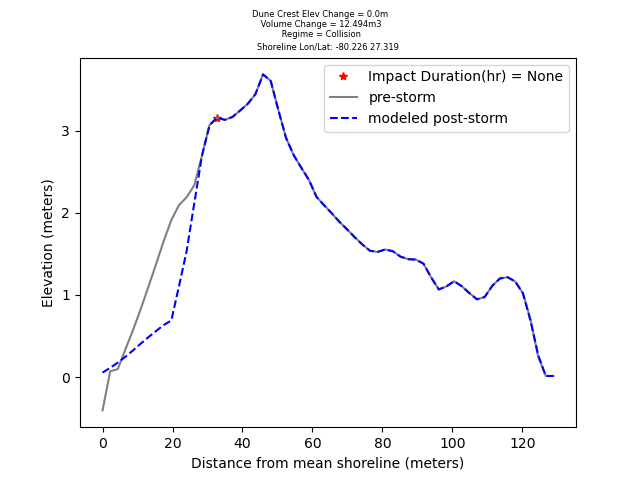 Dune Crest Elev Change = 0.0m
Volume Change = 12.494m3
Regime = Collision
Shoreline Lon/Lat: -80.226 27.319
Impact Duration(hr) = None
pre-storm
modeled post-storm
3
2
1
0
Elevation (meters)
0 20 40 60 80 100 120
Distance from mean shoreline (meters)